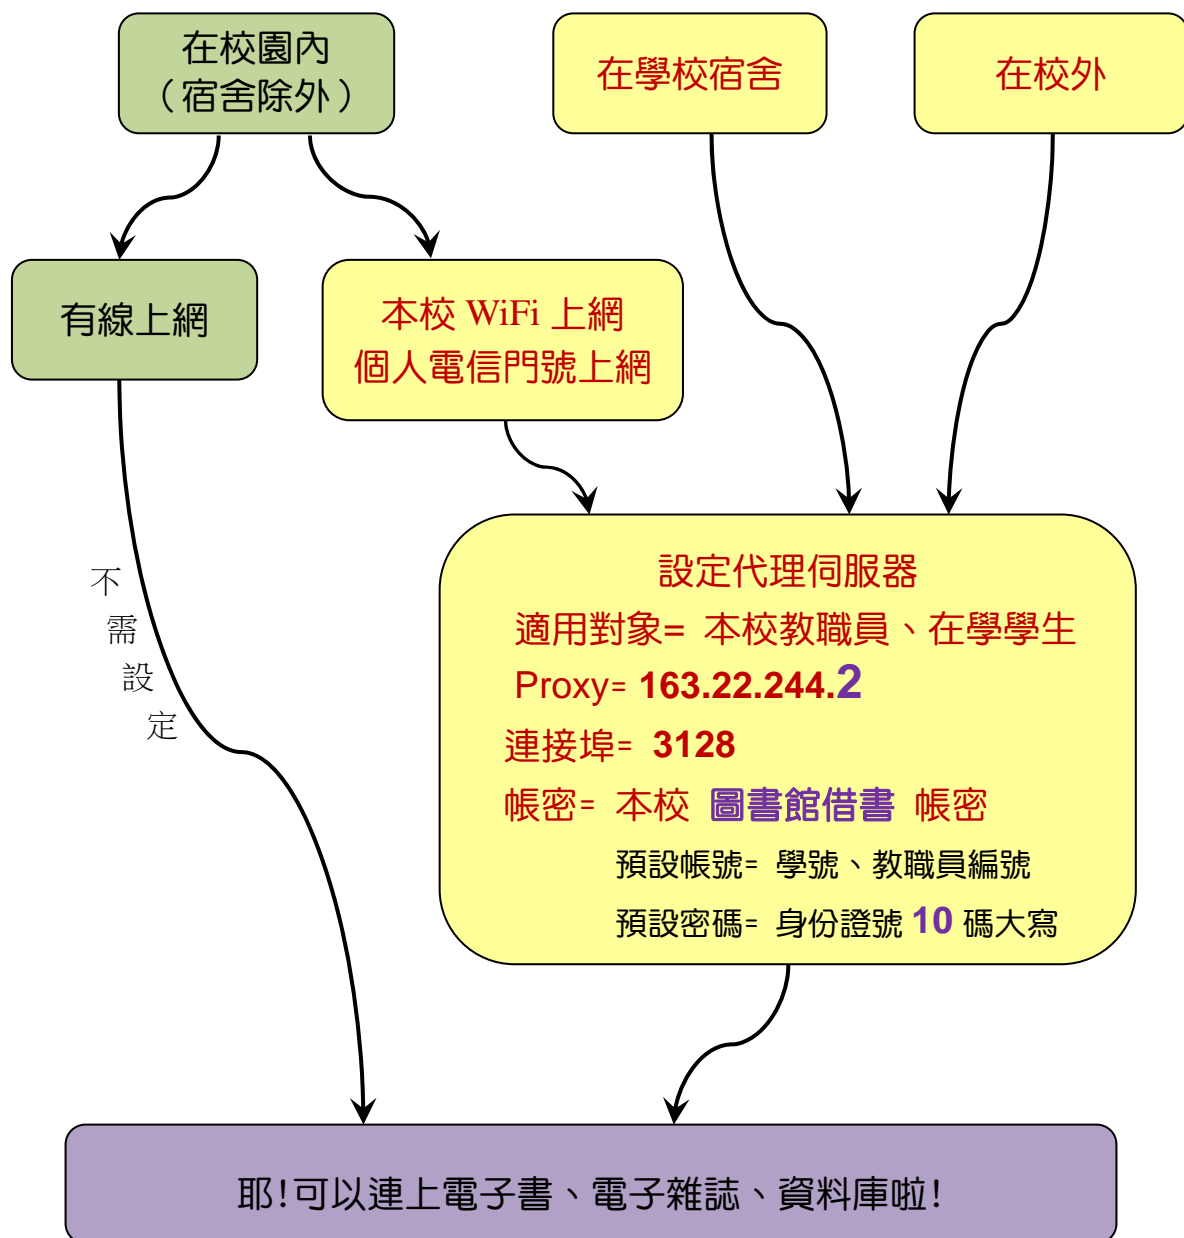 在校園內
（宿舍除外）
在學校宿舍
在校外
有線上網
本校 WiFi 上網
個人電信門號上網
不需設定
設定代理伺服器
適用對象= 本校教職員、在學學生
Proxy= 163.22.244.2
連接埠= 3128
帳密= 本校 圖書館借書 帳密
預設帳號= 學號、教職員編號
預設密碼= 身份證號 10 碼大寫
耶!可以連上電子書、電子雜誌、資料庫啦!